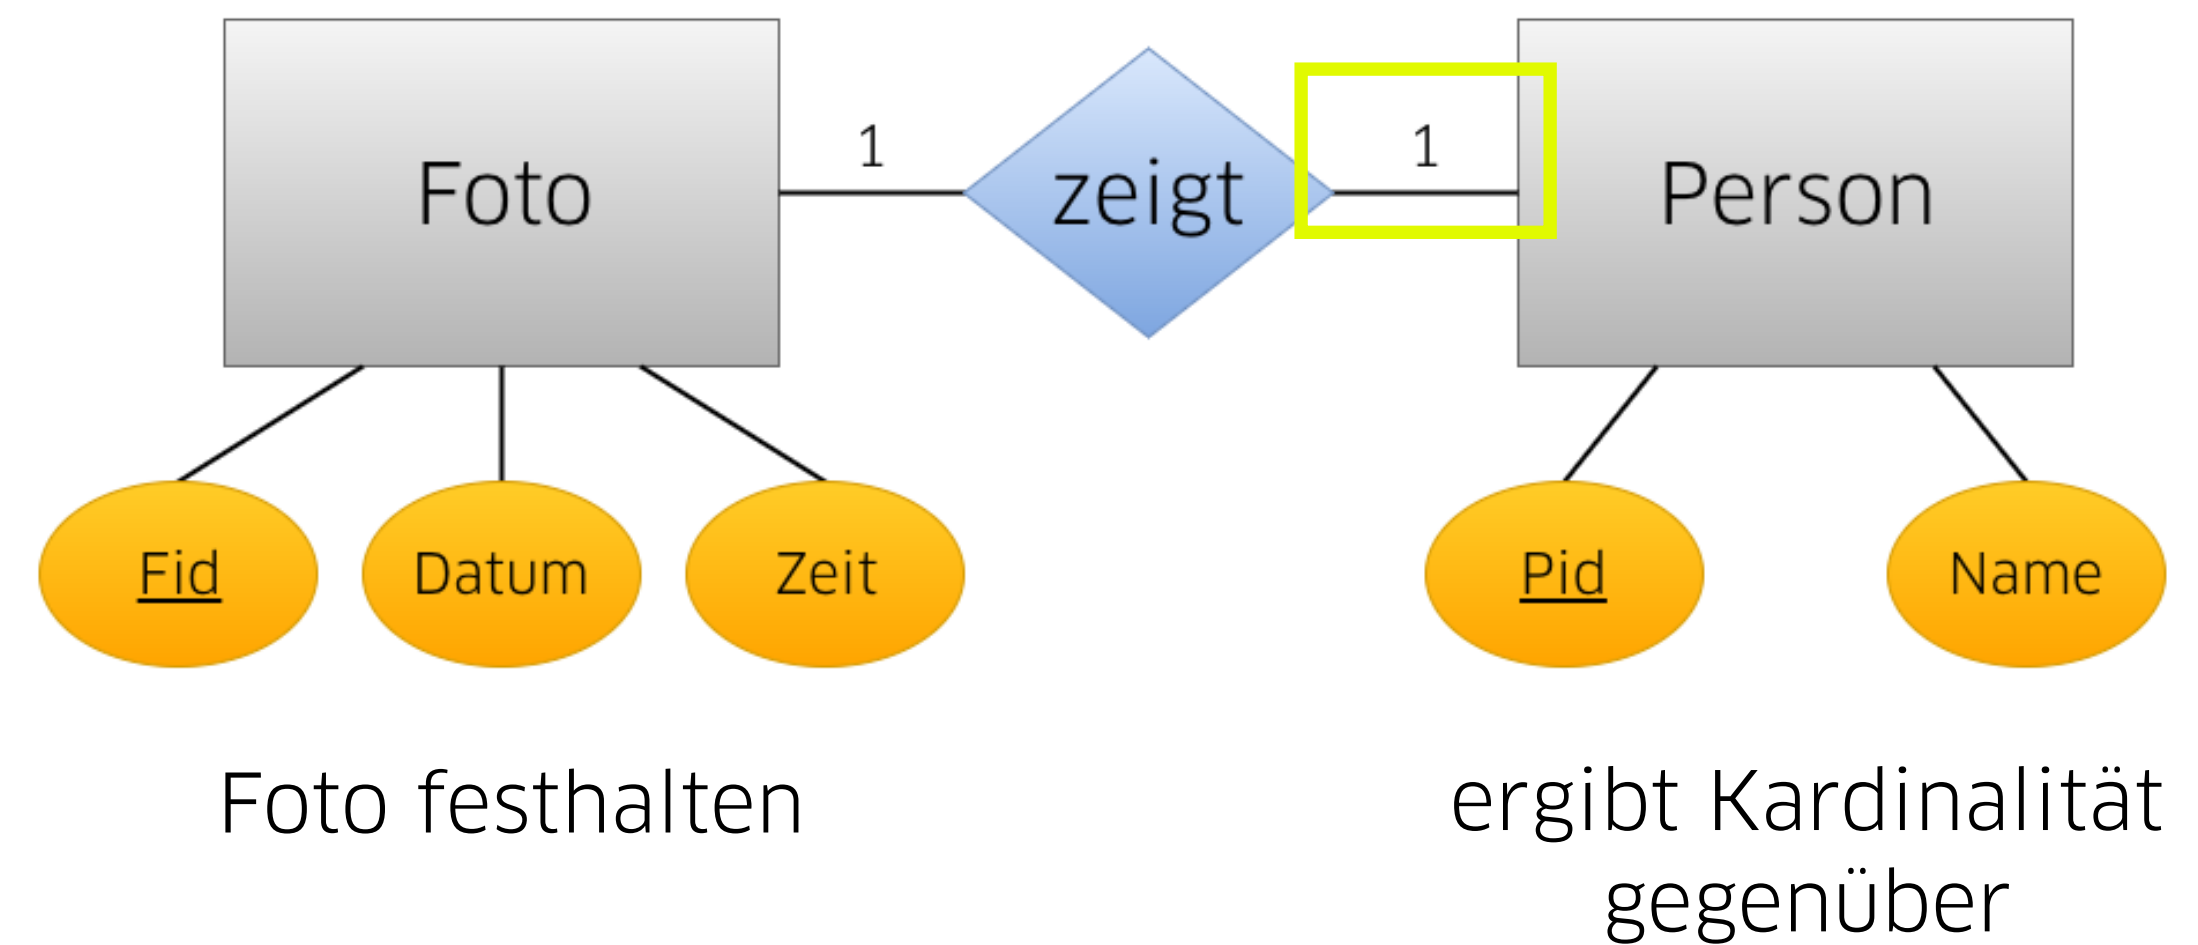 1
1
Foto
zeigt
Person
Fid
Datum
Zeit
Pid
Name
Foto festhalten
ergibt Kardinalität
gegenüber